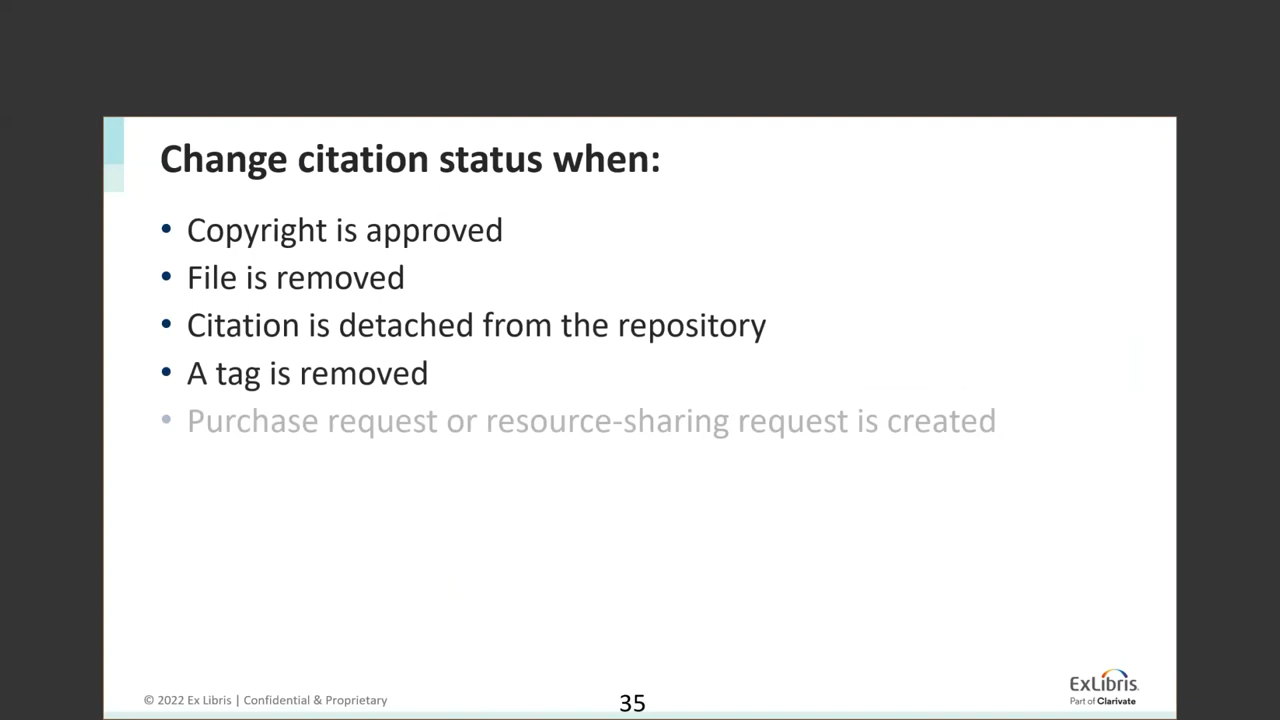 Change citation status when:
• Copyright is approved
• File is removed
• Citation is detached from the repository
• A tag is removed
• Purchase request or resource-sharing request is created
© 2022 Ex Libris | Confidential & Proprietary
35
ExLibris
Part of Clarivate